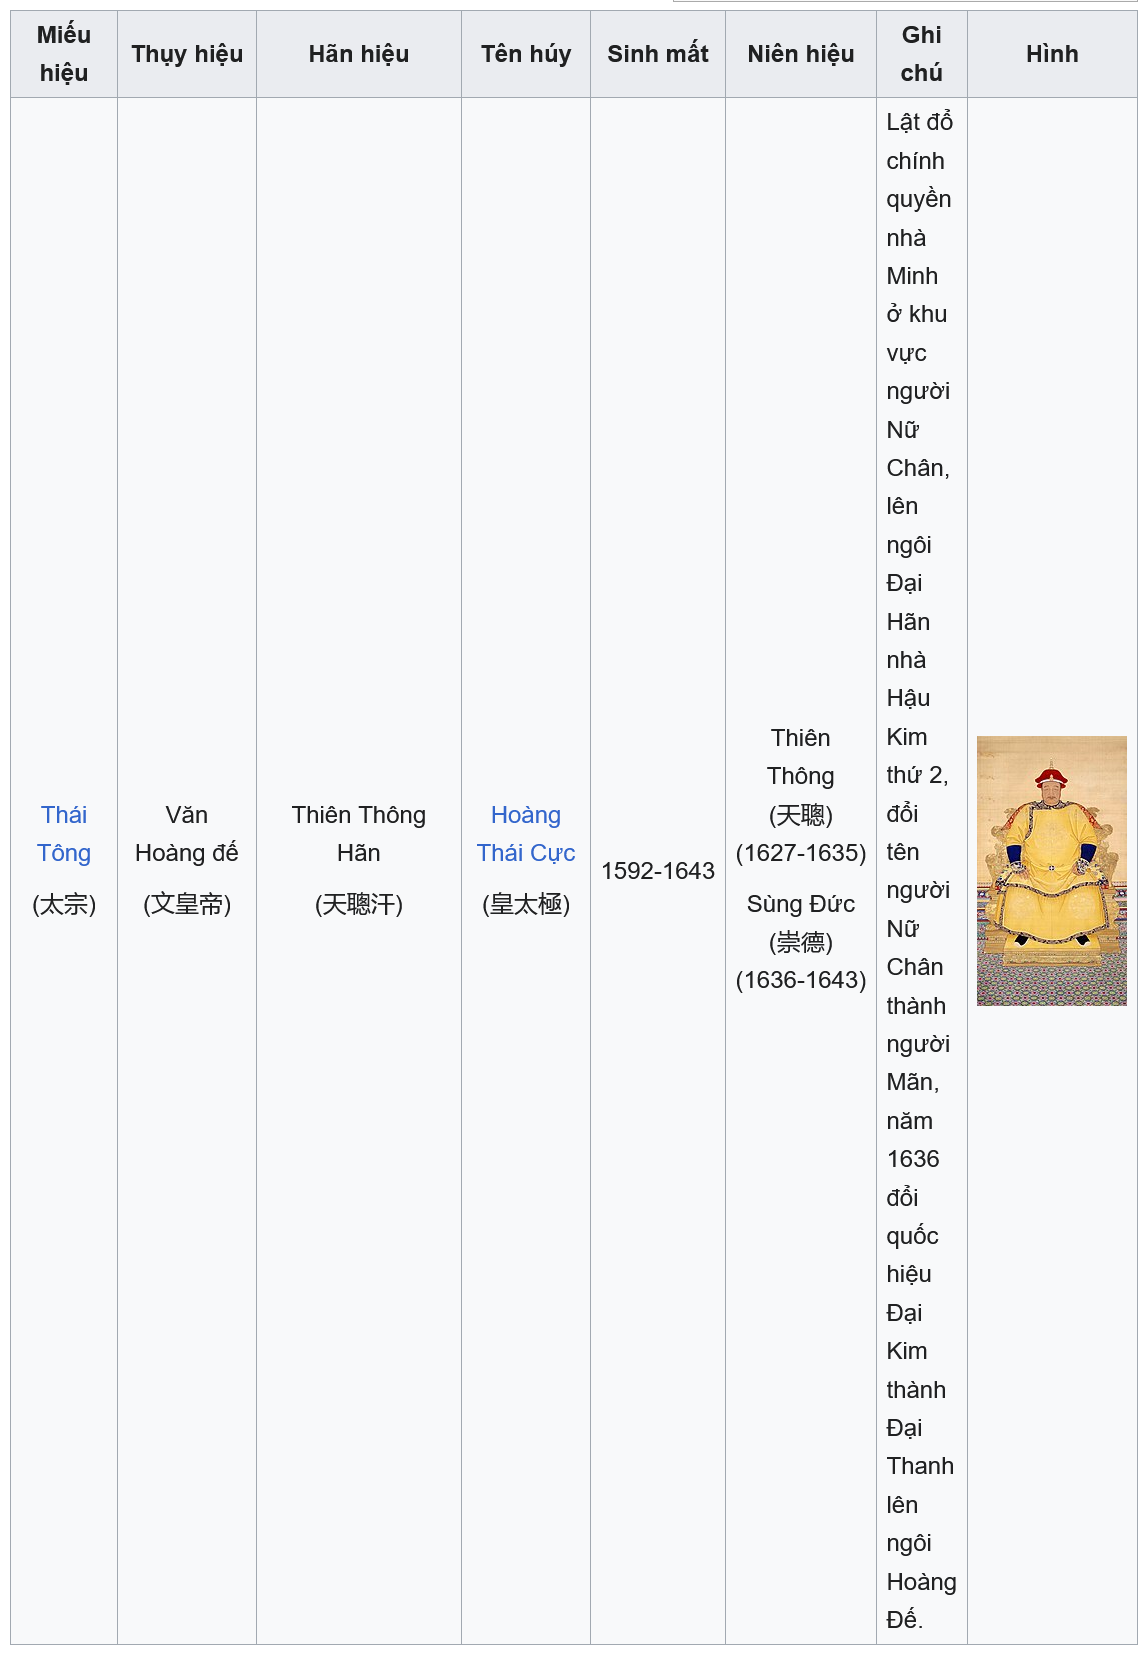 Miếu
hiệu
Thụy hiệu
Hãn hiệu
Tên húy
Sinh mất
Niên hiệu
Ghi
chú
Hình
Thái
Tông
(太宗)
Văn
Hoàng đế
(文皇帝)
Thiên Thông
Hãn
(天聰汗)
Hoàng
Thái Cực
(皇太極)
1592-1643
Thiên
Thông
(天聰)
(1627-1635)
Sùng Đức
(崇德)
(1636-1643)
Lật đổ
chính
quyền
nhà
Minh
ở khu
vực
người
Nữ
Chân,
lên
ngôi
Đại
Hãn
nhà
Hậu
Kim
thứ 2,
đổi
tên
người
Nữ
Chân
thành
người
Mãn,
năm
1636
đổi
quốc
hiệu
Đại
Kim
thành
Đại
Thanh
lên
ngôi
Hoàng
Đế.